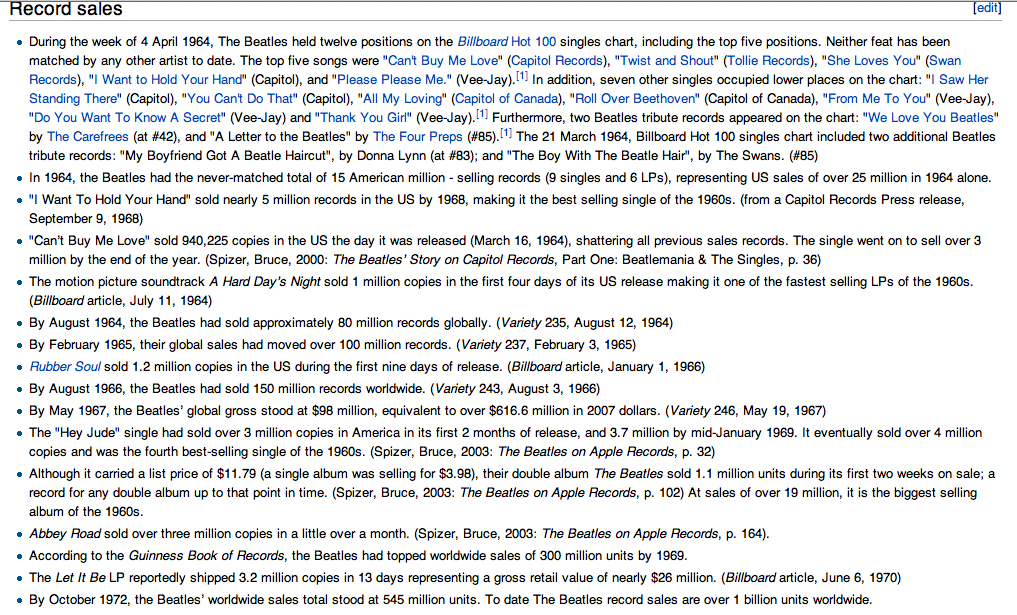 Record sales [edit]
• During the week of 4 April 1964, The Beatles held twelve positions on the Billboard Hot 100 singles chart, including the top five positions. Neither feat has been
matched by any other artist to date. The top five songs were "Can't Buy Me Love" (Capitol Records), "Twist and Shout" (Tollie Records), "She Loves You" (Swan
Records), "I Want to Hold Your Hand" (Capitol), and "Please Please Me." (Vee-Jay).[1] In addition, seven other singles occupied lower places on the chart: "I Saw Her
Standing There" (Capitol), "You Can't Do That" (Capitol), "All My Loving" (Capitol of Canada), "Roll Over Beethoven" (Capitol of Canada), "From Me To You" (Vee-Jay),
"Do You Want To Know A Secret" (Vee-Jay) and "Thank You Girl" (Vee-Jay).[1] Furthermore, two Beatles tribute records appeared on the chart: "We Love You Beatles"
by The Carefrees (at #42), and "A Letter to the Beatles" by The Four Preps (#85).[1] The 21 March 1964, Billboard Hot 100 singles chart included two additional Beatles
tribute records: "My Boyfriend Got A Beatle Haircut", by Donna Lynn (at #83); and "The Boy With The Beatle Hair", by The Swans. (#85)
• In 1964, the Beatles had the never-matched total of 15 American million - selling records (9 singles and 6 LPs), representing US sales of over 25 million in 1964 alone.
• "I Want To Hold Your Hand" sold nearly 5 million records in the US by 1968, making it the best selling single of the 1960s. (from a Capitol Records Press release,
September 9, 1968)
• "Can't Buy Me Love" sold 940,225 copies in the US the day it was released (March 16, 1964), shattering all previous sales records. The single went on to sell over 3
million by the end of the year. (Spizer, Bruce, 2000: The Beatles' Story on Capitol Records, Part One: Beatlemania & The Singles, p. 36)
• The motion picture soundtrack A Hard Day's Night sold 1 million copies in the first four days of its US release making it one of the fastest selling LPs of the 1960s.
(Billboard article, July 11, 1964)
• By August 1964, the Beatles had sold approximately 80 million records globally. (Variety 235, August 12, 1964)
• By February 1965, their global sales had moved over 100 million records. (Variety 237, February 3, 1965)
• Rubber Soul sold 1.2 million copies in the US during the first nine days of release. (Billboard article, January 1, 1966)
• By August 1966, the Beatles had sold 150 million records worldwide. (Variety 243, August 3, 1966)
• By May 1967, the Beatles' global gross stood at $98 million, equivalent to over $616.6 million in 2007 dollars. (Variety 246, May 19, 1967)
• The "Hey Jude" single had sold over 3 million copies in America in its first 2 months of release, and 3.7 million by mid-January 1969. It eventually sold over 4 million
copies and was the fourth best-selling single of the 1960s. (Spizer, Bruce, 2003: The Beatles on Apple Records, p. 32)
• Although it carried a list price of $11.79 (a single album was selling for $3.98), their double album The Beatles sold 1.1 million units during its first two weeks on sale; a
record for any double album up to that point in time. (Spizer, Bruce, 2003: The Beatles on Apple Records, p. 102) At sales of over 19 million, it is the biggest selling
album of the 1960s.
• Abbey Road sold over three million copies in a little over a month. (Spizer, Bruce, 2003: The Beatles on Apple Records, p. 164).
• According to the Guinness Book of Records, the Beatles had topped worldwide sales of 300 million units by 1969.
• The Let It Be LP reportedly shipped 3.2 million copies in 13 days representing a gross retail value of nearly $26 million. (Billboard article, June 6, 1970)
• By October 1972, the Beatles' worldwide sales total stood at 545 million units. To date The Beatles record sales are over 1 billion units worldwide.